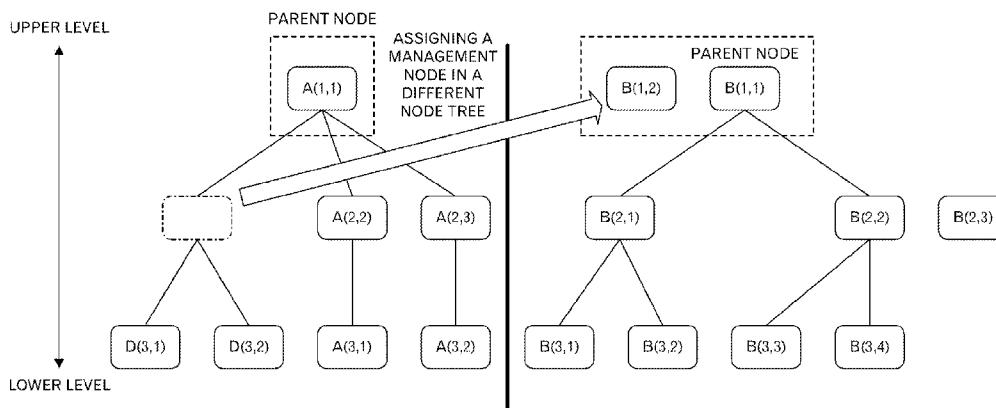 UPPER LEVEL
PARENT NODE
ASSIGNING A
MANAGEMENT
NODE IN A
DIFFERENT
NODE TREE
A(1,1)
A(2,2)
A(2,3)
D(3,1)
D(3,2)
A(3,1)
A(3,2)
LOWER LEVEL
PARENT NODE
B(1,2)
B(1,1)
B(2,1)
B(2,2)
B(2,3)
B(3,1)
B(3,2)
B(3,3)
B(3,4)